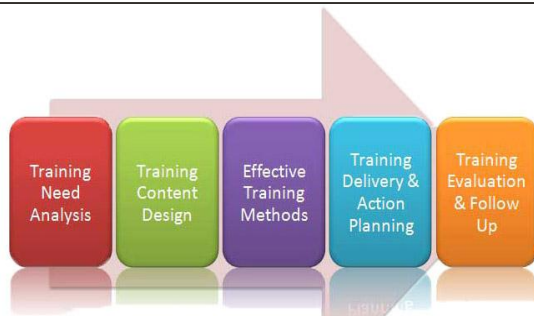 Training
Need
Analysis
Training
Content
Design
Effective
Training
Methods
Training
Delivery &
Action
Planning
Training
Evaluation
& Follow
Up